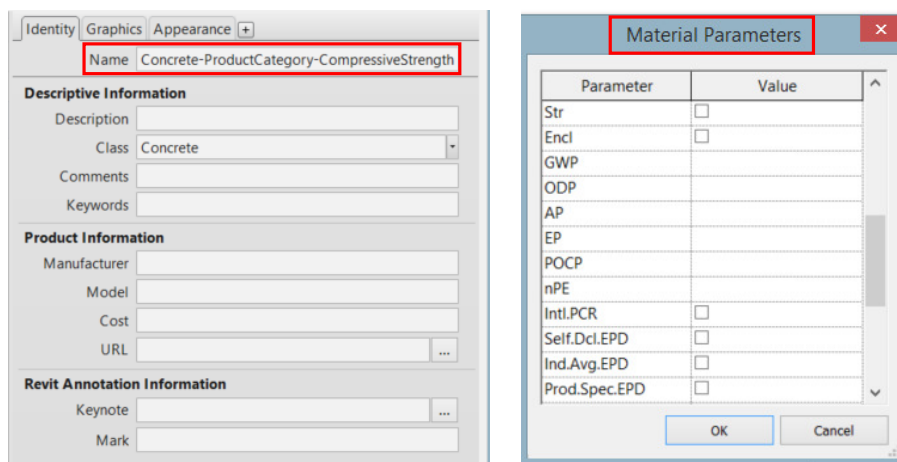 Identity Graphics Appearance +
Name Concrete-ProductCategory-CompressiveStrength
Descriptive Information
Description
Class Concrete
Comments
Keywords
Product Information
Manufacturer
Model
Cost
URL ...
Revit Annotation Information
Keynote ...
Mark
Material Parameters
Parameter Value
Str
Encl
GWP
ODP
AP
EP
POCP
nPE
Intl.PCR
Self.Dcl.EPD
Ind.Avg.EPD
Prod.Spec.EPD
OK Cancel